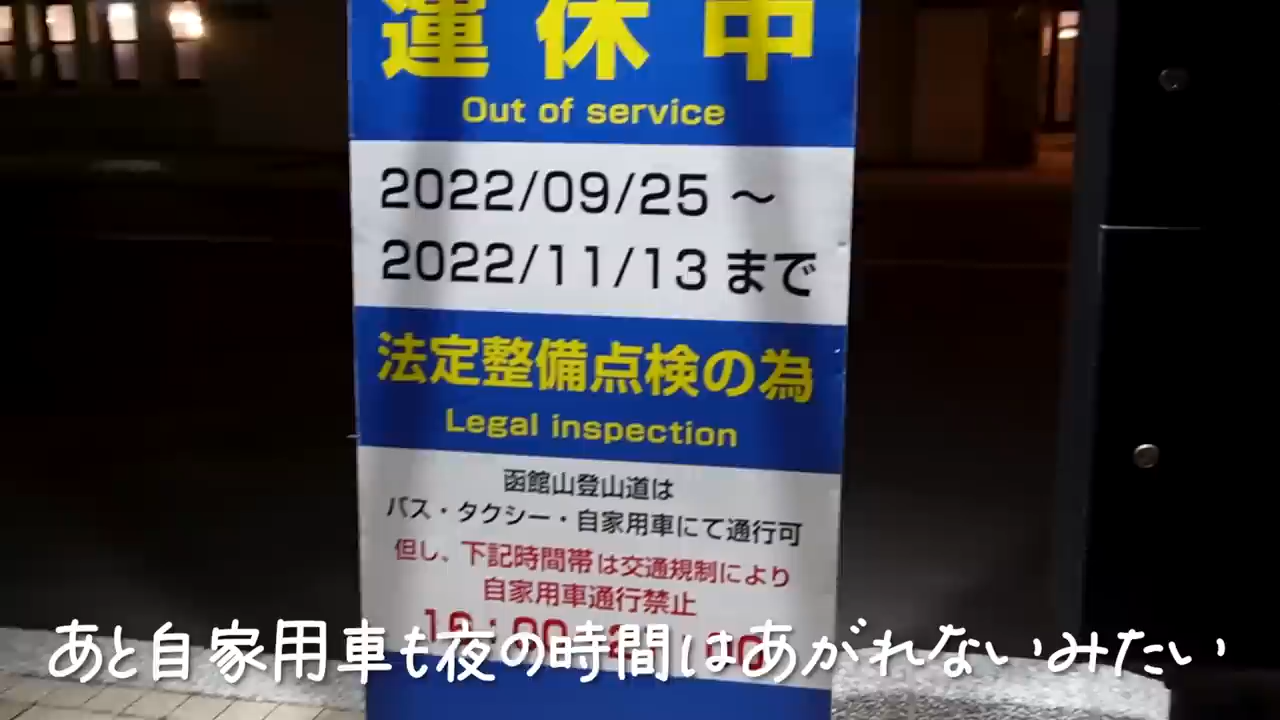 運休中
Out of service
2022/09/25 ～
2022/11/13 まで
法定整備点検の為
Legal inspection
函館山登山道は
バス・タクシー・自家用車にて通行可
但し、下記時間帯は交通規制により
自家用車通行禁止
あと自家用車も夜の時間はあがれないみたい